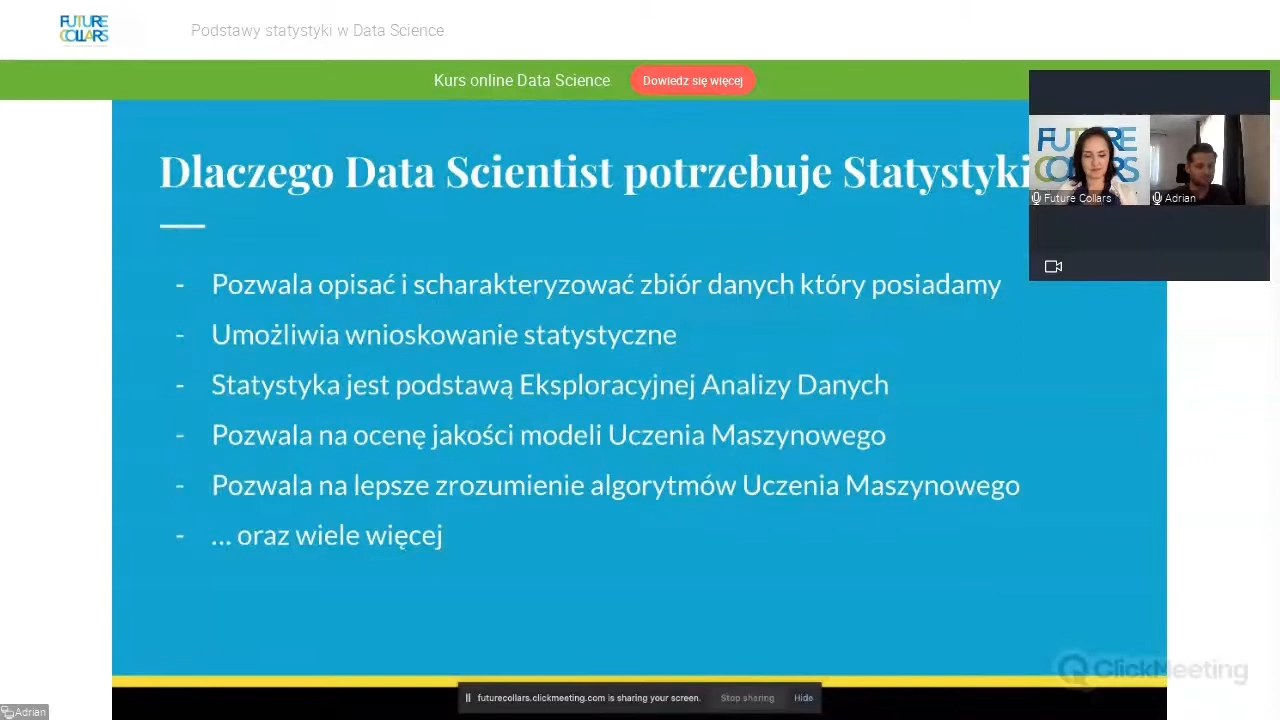 FUTURE
COLLARS
Podstawy statystyki w Data Science
Kurs online Data Science
Dowiedz się więcej
Dlaczego Data Scientist potrzebuje Statystyki
FUTURE
COLLARS
Future Collars
Adrian
- Pozwala opisać i scharakteryzować zbiór danych który posiadamy
- Umożliwia wnioskowanie statystyczne
- Statystyka jest podstawą Eksploracyjnej Analizy Danych
- Pozwala na ocenę jakości modeli Uczenia Maszynowego
- Pozwala na lepsze zrozumienie algorytmów Uczenia Maszynowego
- ... oraz wiele więcej
ClickMeeting
futurecollars.clickmeeting.com is sharing your screen.
Stop sharing
Hide
Adrian